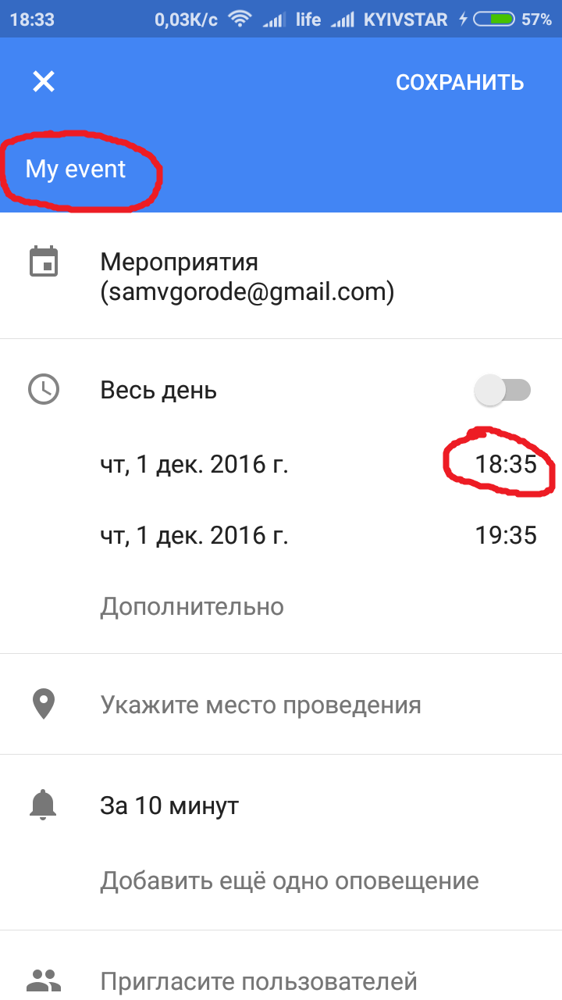 18:33 0,03K/c life KYIVSTAR 57%
СОХРАНИТЬ
My event
Мероприятия
(samvgorode@gmail.com)
Весь день
чт, 1 дек. 2016 г. 18:35
чт, 1 дек. 2016 г. 19:35
Дополнительно
Укажите место проведения
За 10 минут
Добавить ещё одно оповещение
Пригласите пользователей